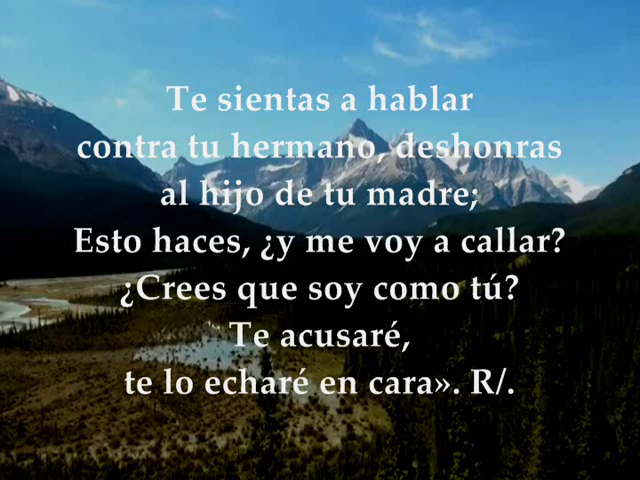 Te sientas a hablar
contra tu hermano, deshonras
al hijo de tu madre;
Esto haces, ¿y me voy a callar?
¿Crees que soy como tú?
Te acusaré,
te lo echaré en cara». R/.